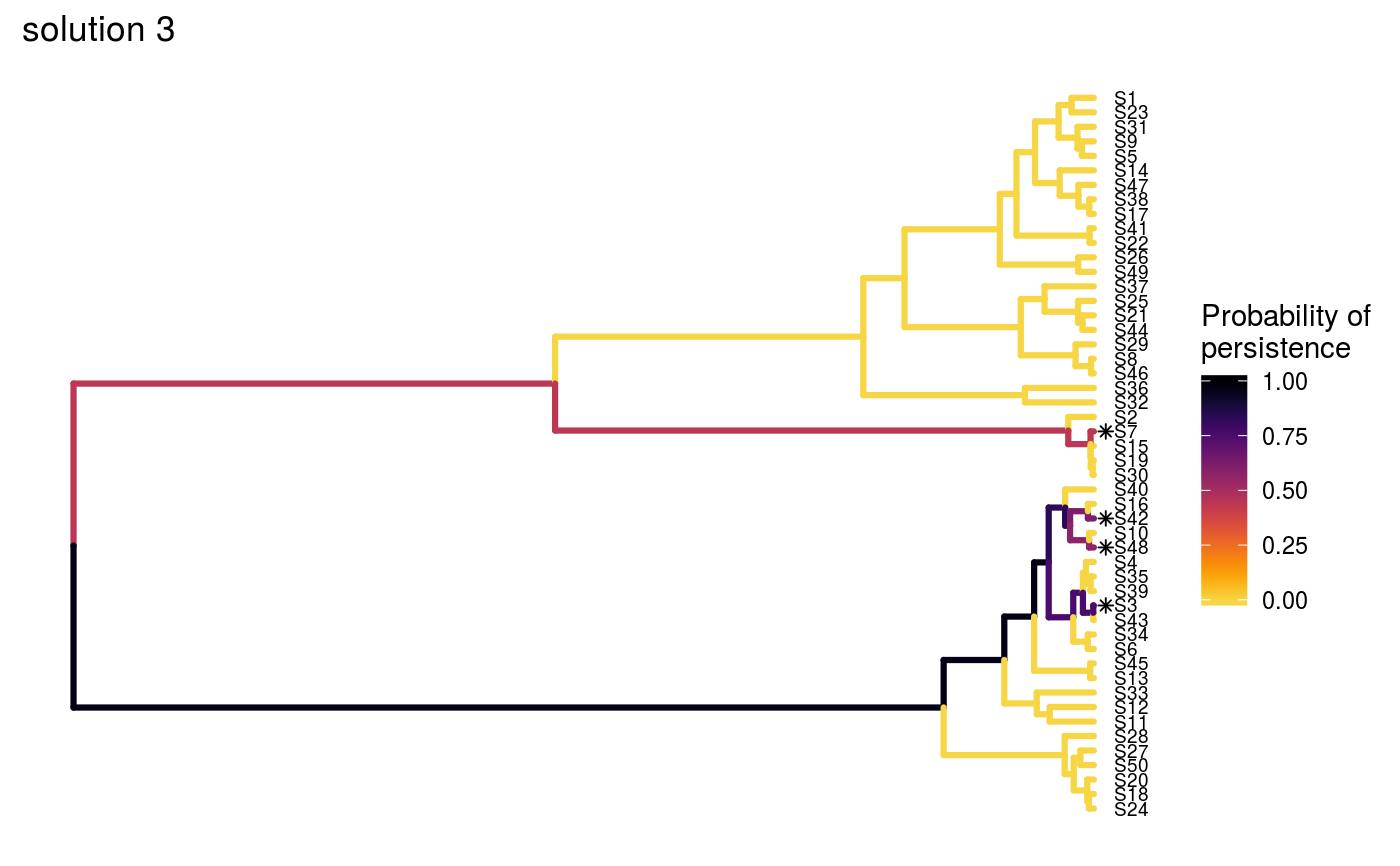 solution 3
S1
S23
S31
S9
S5
S14
S47
S38
S17
S41
S22
S26
S49
S37
S25
S21
S44
S29
S8
S46
S36
S32
S2
S7
S15
S19
S30
S40
S16
S42
S10
S48
S4
S35
S39
S3
S43
S34
S6
S45
S13
S33
S12
S11
S28
S27
S50
S20
S18
S24
Probability of
persistence
1.00
0.75
0.50
0.25
0.00